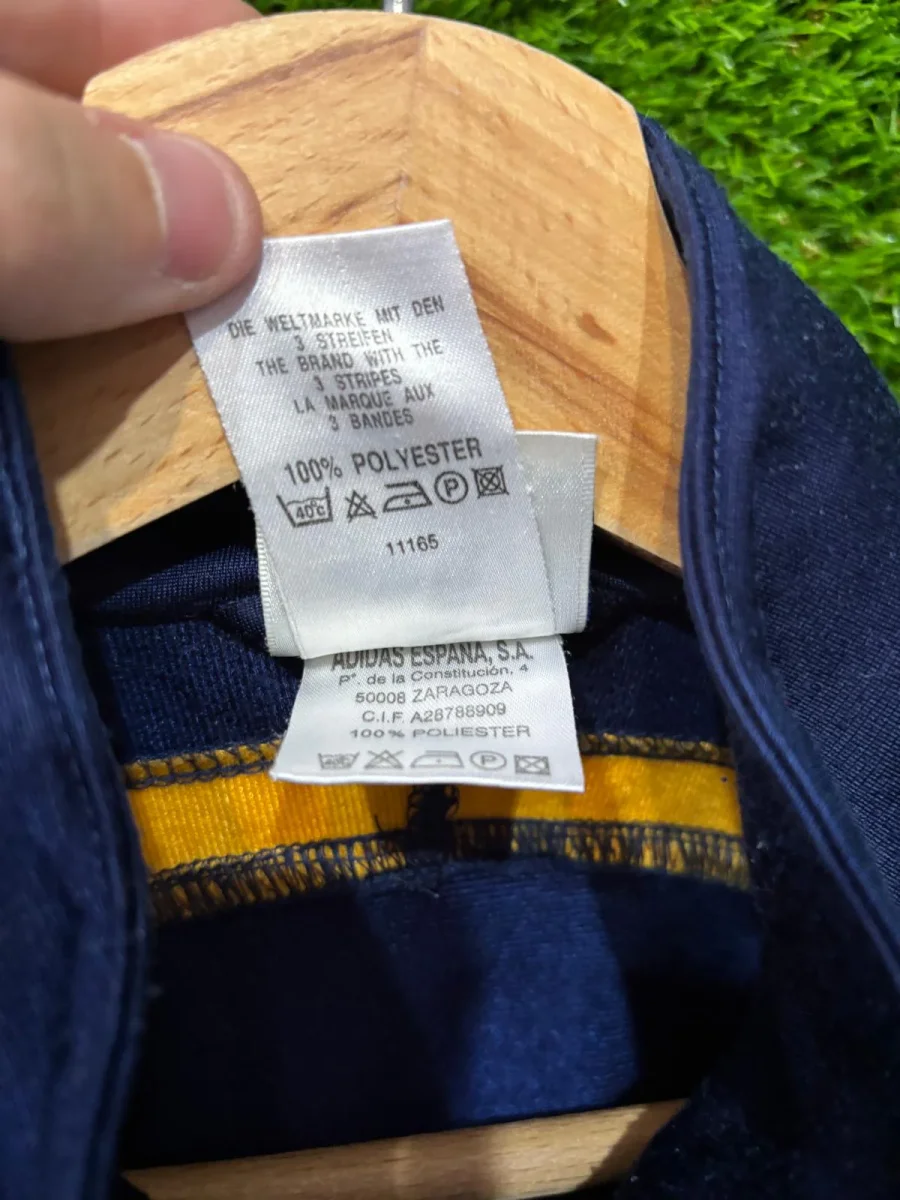 DIE WELTMARKE MIT DEN
3 STREIFEN
THE BRAND WITH THE
3 STRIPES
LA MARQUE AUX
3 BANDES
100% POLYESTER
40°C P
11165
ADIDAS ESPAÑA, S.A.
Pº. de la Constitución, 4
50008 ZARAGOZA
C.I.F. A28788909
100% POLIESTER
40°C P